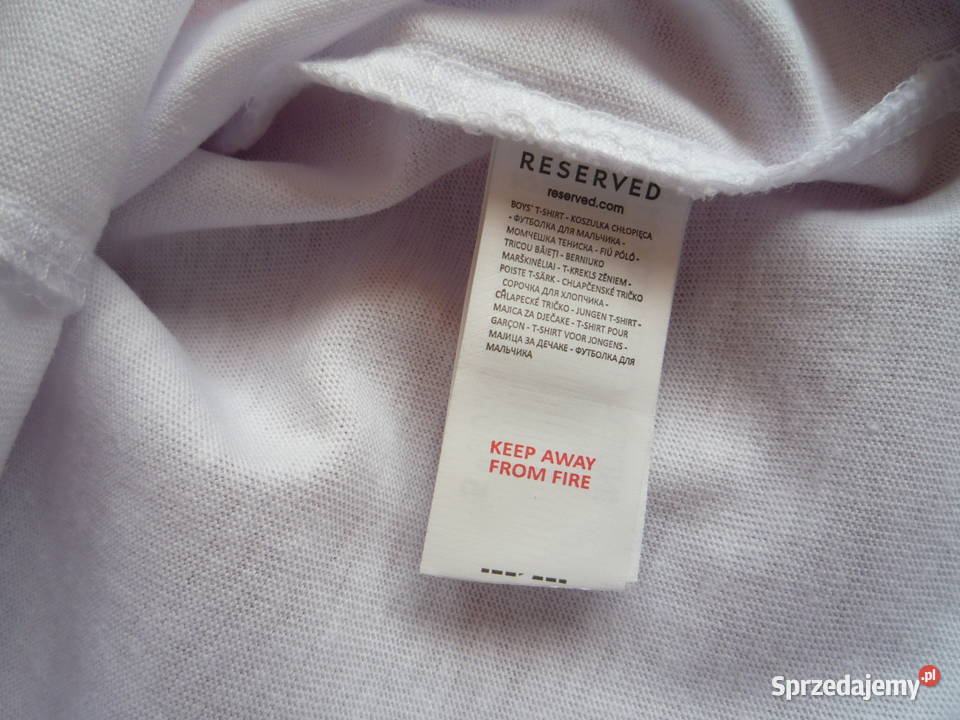 RESERVED
reserved.com
BOYS' T-SHIRT - KOSZULKA CHŁOPIĘCA
- ФУТБОЛКА ДЛЯ МАЛЬЧИКА -
МОМЧЕШКА ТЕНИСКА - FIÚ PÓLÓ -
TRICOU BĂIEȚI - BERNIUKO
MARŠKINĖLIAI - T-KREKLS ZĒNIEM -
POISTE T-SÄRK - CHLAPČENSKÉ TRIČKO
СОРОЧКА ДЛЯ ХЛОПЧИКА -
CHLAPECKÉ TRIČKO - JUNGEN T-SHIRT -
MAJICA ZA DJEČAKE - T-SHIRT POUR
GARÇON - T-SHIRT VOOR JONGENS -
МАЈИЦА ЗА ДЕЧАКЕ - ФУТБОЛКА ДЛЯ
МАЛЬЧИКА
KEEP AWAY
FROM FIRE
Sprzedajemy.pl